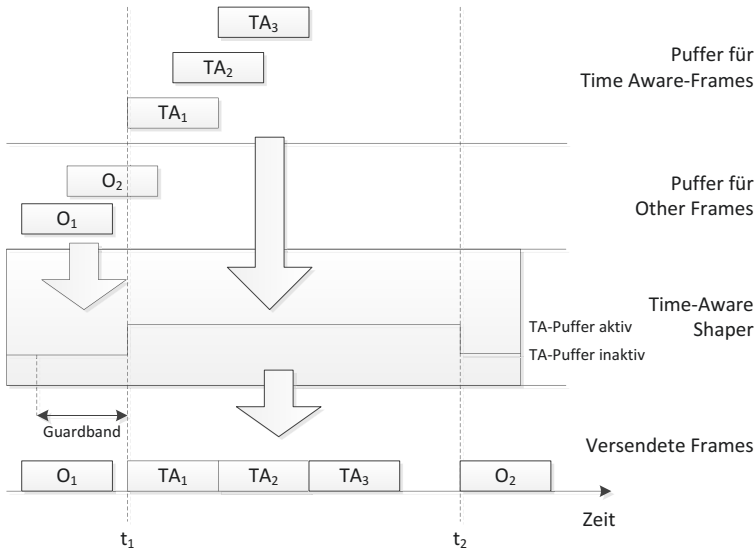 TA₃
TA₂
TA₁
Puffer für
Time Aware-Frames
O₂
O₁
Puffer für
Other Frames
TA-Puffer aktiv
TA-Puffer inaktiv
Time-Aware
Shaper
Guardband
Versendete Frames
O₁
TA₁
TA₂
TA₃
O₂
Zeit
t₁
t₂